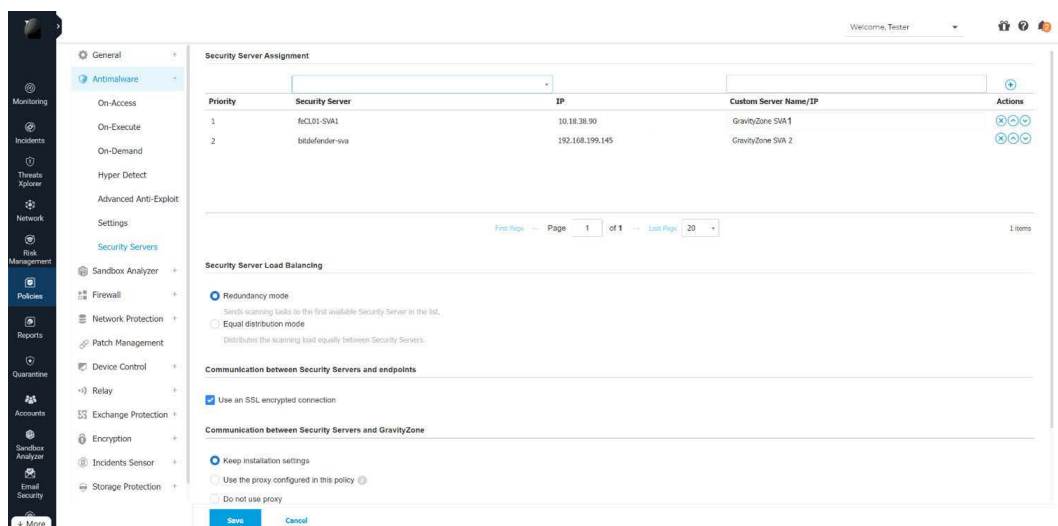 Welcome, Tester
Monitoring
Incidents
Threats
Xplorer
Network
Risk
Management
Policies
Reports
Quarantine
Accounts
Sandbox
Analyzer
Email
Security
↓ More
General +
Antimalware -
On-Access
On-Execute
On-Demand
Hyper Detect
Advanced Anti-Exploit
Settings
Security Servers
Sandbox Analyzer +
Firewall +
Network Protection +
Patch Management
Device Control +
Relay +
Exchange Protection +
Encryption +
Incidents Sensor +
Storage Protection +
Security Server Assignment
Priority Security Server IP Custom Server Name/IP Actions
1 feCL01-SVA1 10.18.38.90 GravityZone SVA1
2 bitdefender-sva 192.168.199.145 GravityZone SVA 2
First Page ← Page 1 of 1 → Last Page 20 1 items
Security Server Load Balancing
Redundancy mode
Sends scanning tasks to the first available Security Server in the list.
Equal distribution mode
Distributes the scanning load equally between Security Servers.
Communication between Security Servers and endpoints
Use an SSL encrypted connection
Communication between Security Servers and GravityZone
Keep installation settings
Use the proxy configured in this policy
Do not use proxy
Save Cancel